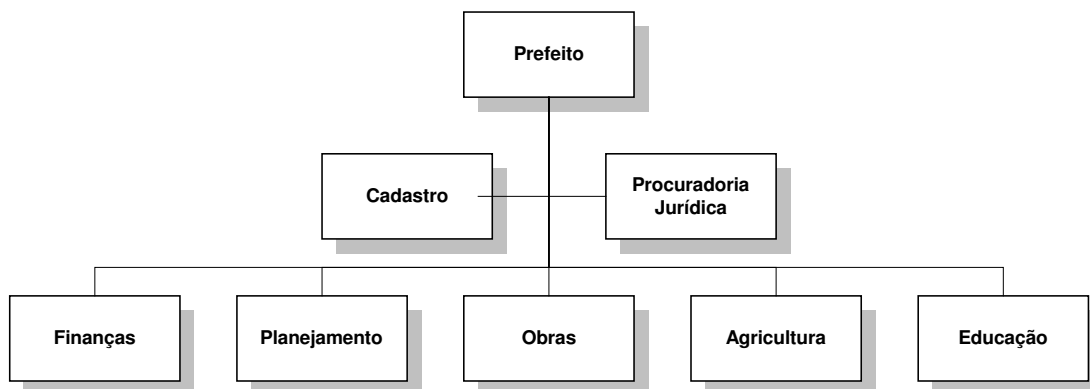 Prefeito
Cadastro
Procuradoria
Jurídica
Finanças
Planejamento
Obras
Agricultura
Educação